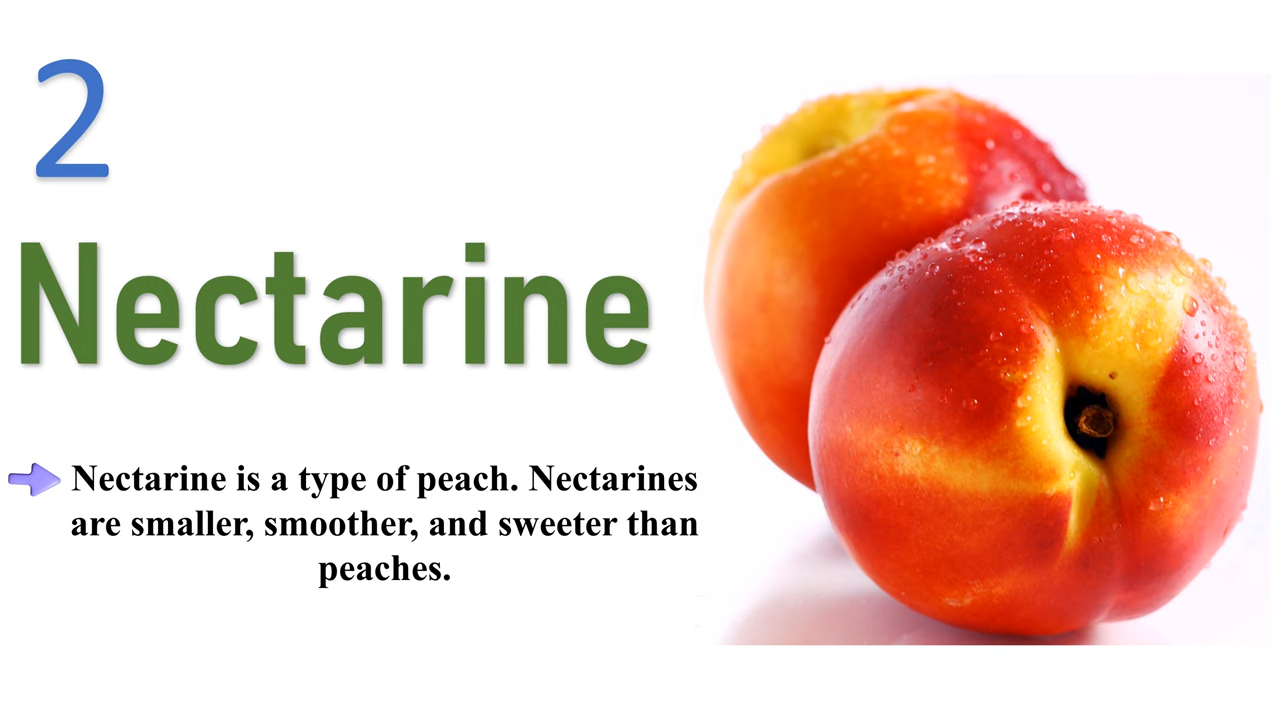 2
Nectarine
Nectarine is a type of peach. Nectarines
are smaller, smoother, and sweeter than
peaches.